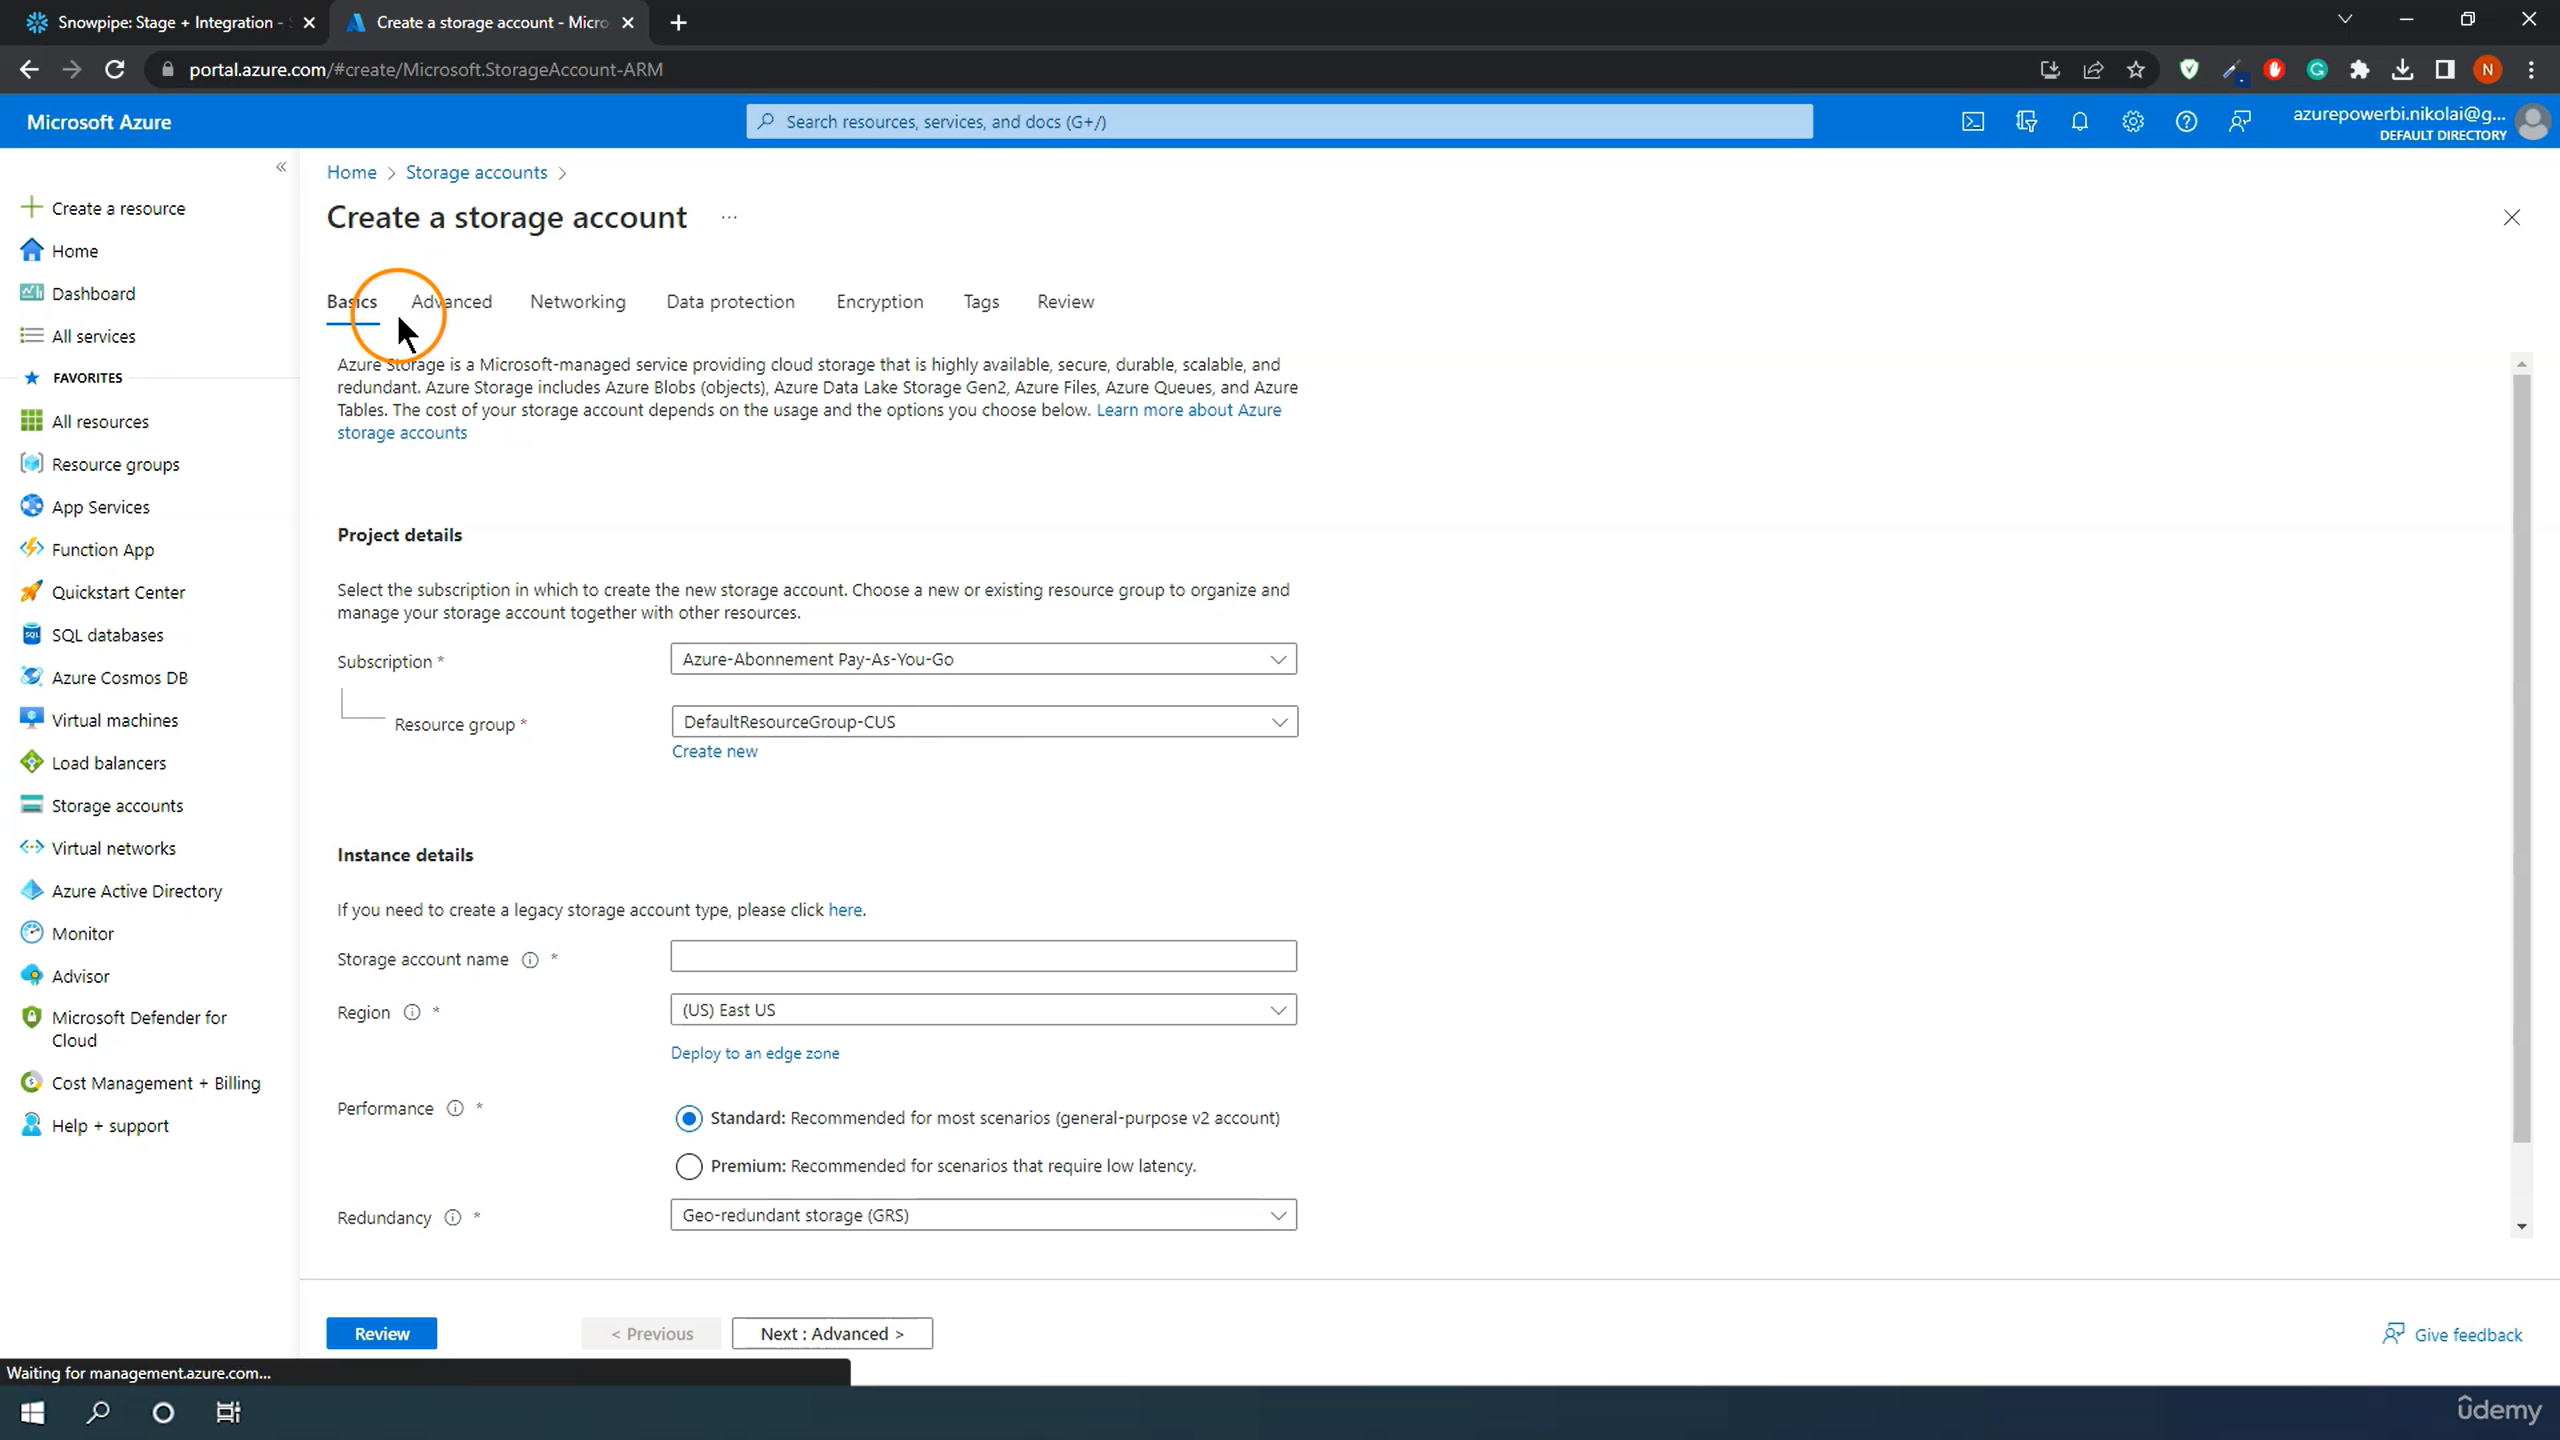 Snowpipe: Stage + Integration -
Create a storage account - Micro
portal.azure.com/#create/Microsoft.StorageAccount-ARM
N
Microsoft Azure
Search resources, services, and docs (G+/)
azurepowerbi.nikolai@g...
DEFAULT DIRECTORY
Home > Storage accounts >
Create a storage account ...
Create a resource
Home
Dashboard
All services
FAVORITES
All resources
Resource groups
App Services
Function App
Quickstart Center
SQL databases
Azure Cosmos DB
Virtual machines
Load balancers
Storage accounts
Virtual networks
Azure Active Directory
Monitor
Advisor
Microsoft Defender for
Cloud
Cost Management + Billing
Help + support
Basics Advanced Networking Data protection Encryption Tags Review
Azure Storage is a Microsoft-managed service providing cloud storage that is highly available, secure, durable, scalable, and
redundant. Azure Storage includes Azure Blobs (objects), Azure Data Lake Storage Gen2, Azure Files, Azure Queues, and Azure
Tables. The cost of your storage account depends on the usage and the options you choose below. Learn more about Azure
storage accounts
Project details
Select the subscription in which to create the new storage account. Choose a new or existing resource group to organize and
manage your storage account together with other resources.
Subscription * Azure-Abonnement Pay-As-You-Go
Resource group * DefaultResourceGroup-CUS
Create new
Instance details
If you need to create a legacy storage account type, please click here.
Storage account name *
Region * (US) East US
Deploy to an edge zone
Performance * Standard: Recommended for most scenarios (general-purpose v2 account)
Premium: Recommended for scenarios that require low latency.
Redundancy * Geo-redundant storage (GRS)
Review < Previous Next : Advanced > Give feedback
Waiting for management.azure.com...
ûdemy